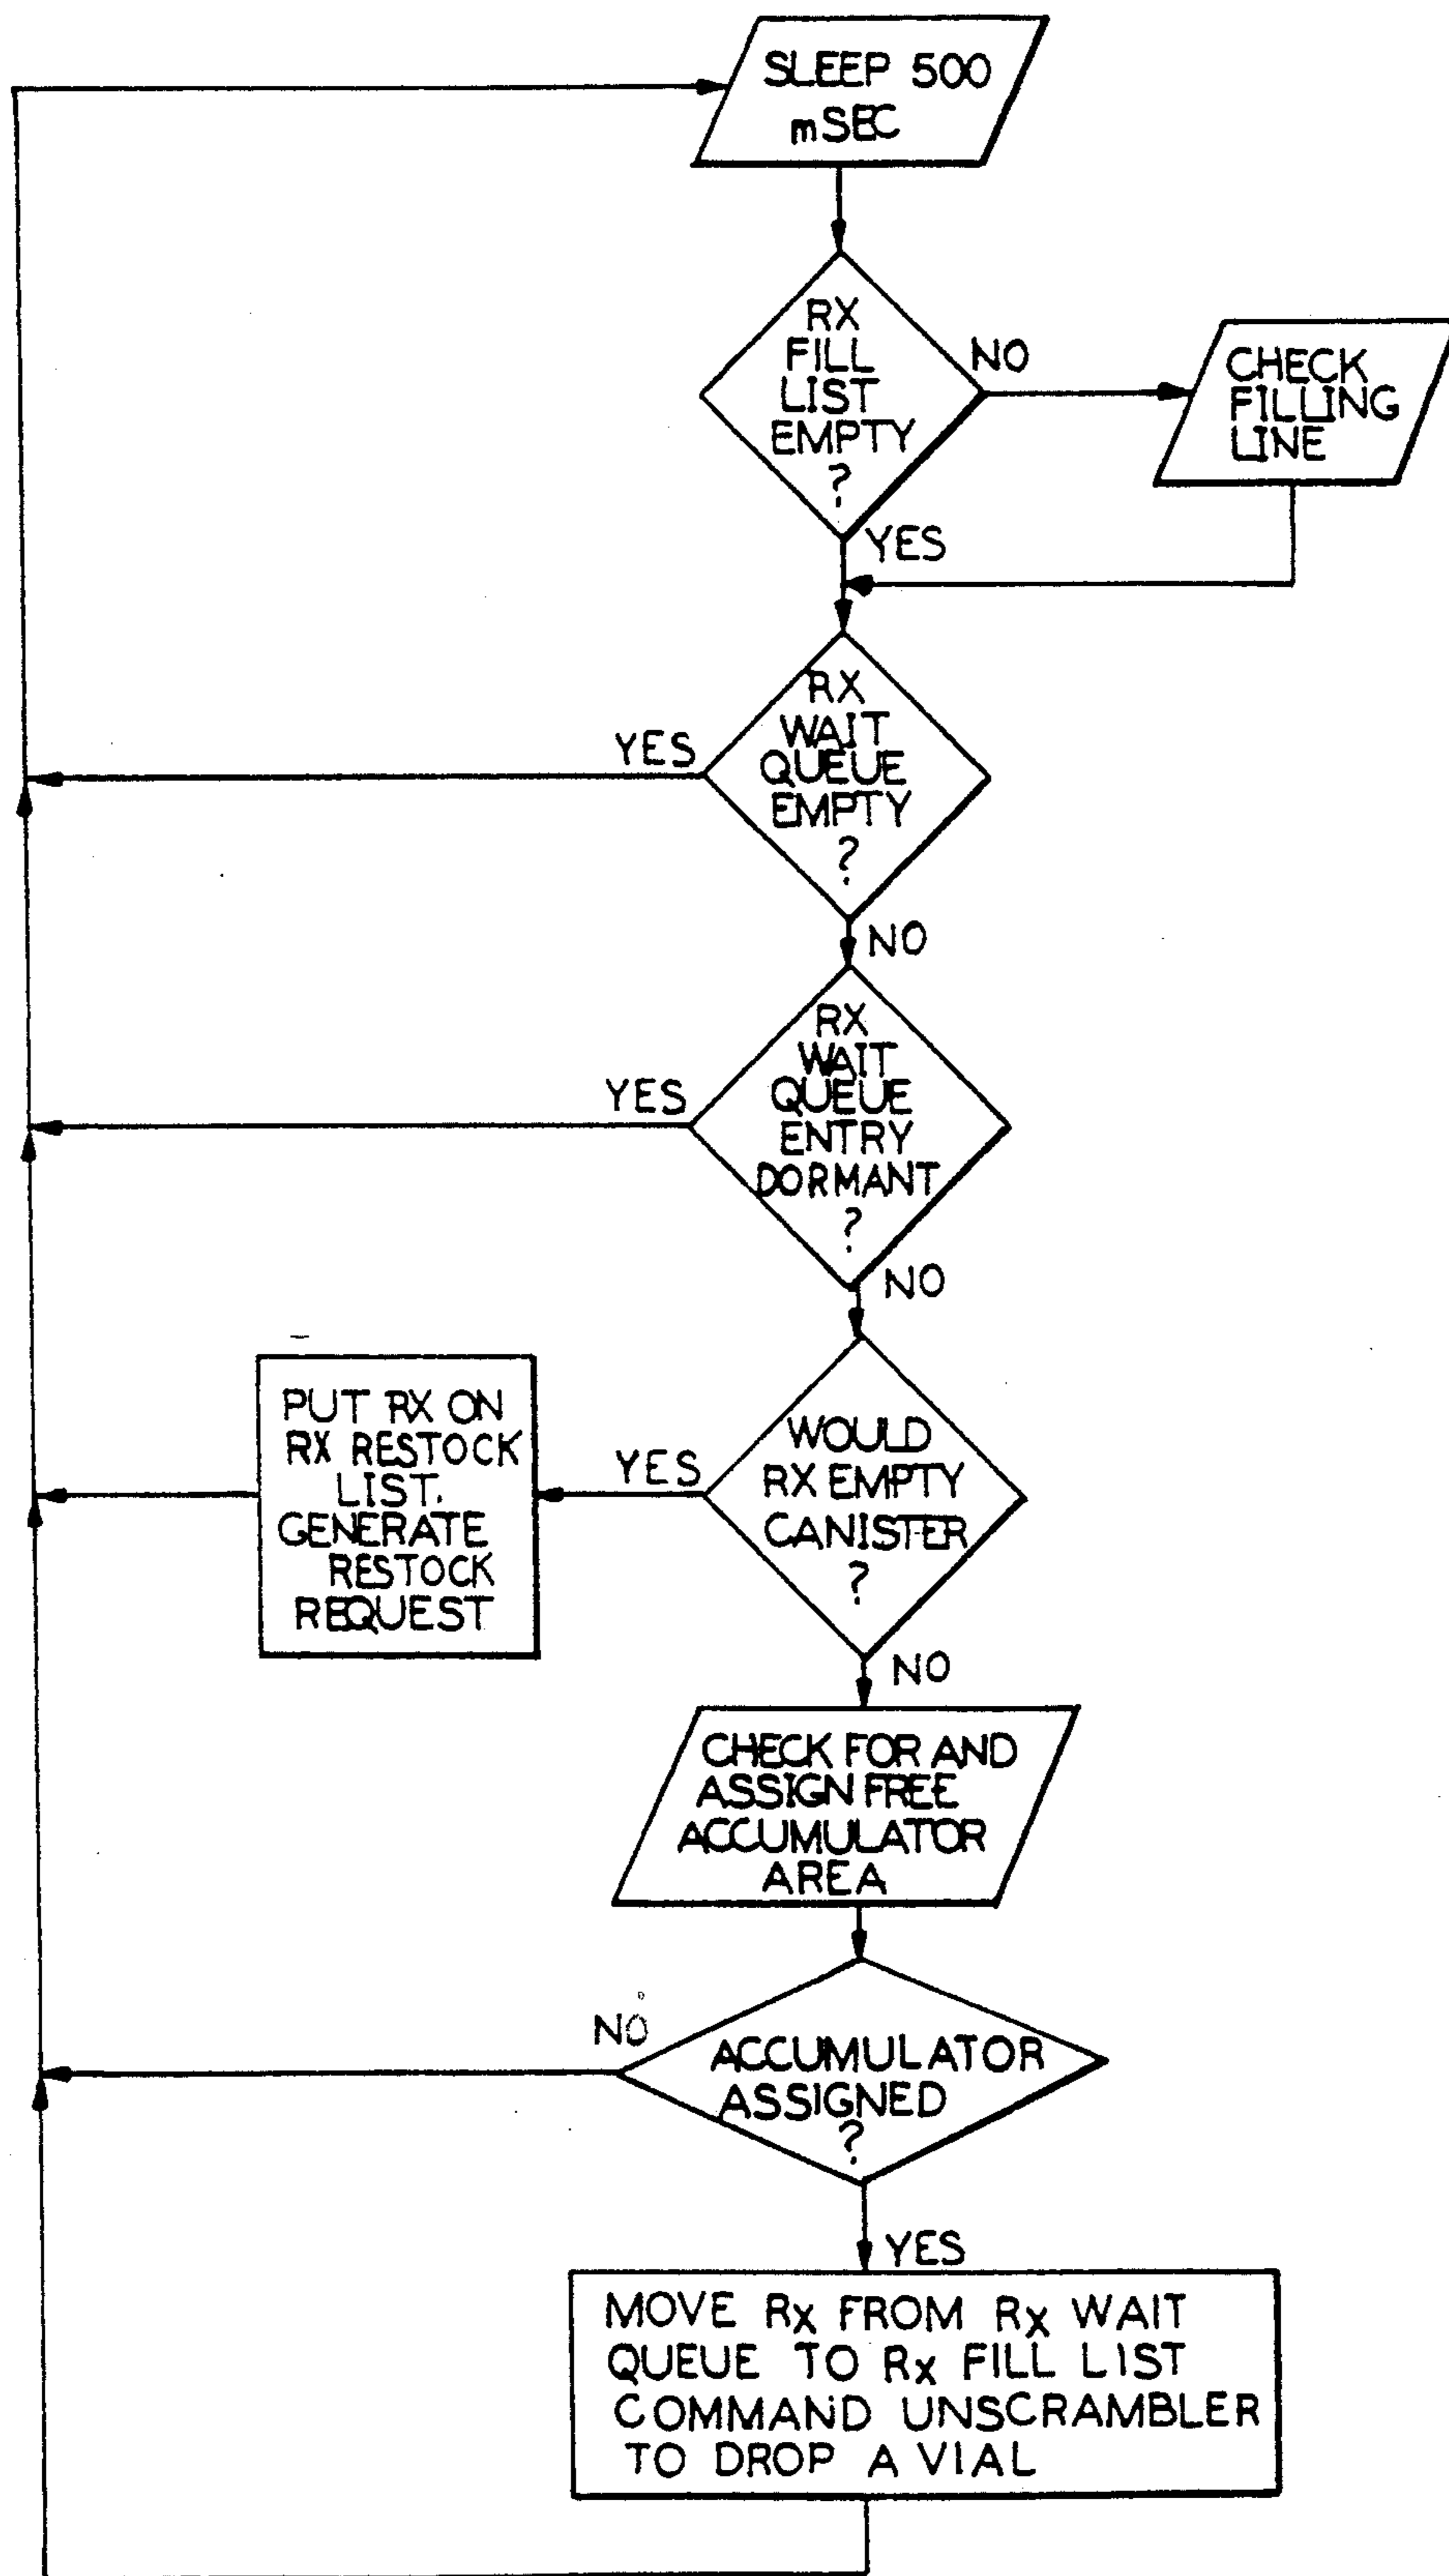 SLEEP 500
mSEC
RX
FILL
LIST
EMPTY
?
NO
CHECK
FILLING
LINE
YES
RX
WAIT
QUEUE
EMPTY
?
YES
NO
RX
WAIT
QUEUE
ENTRY
DORMANT
?
YES
NO
WOULD
RX EMPTY
CANISTER
?
YES
PUT RX ON
RX RESTOCK
LIST.
GENERATE
RESTOCK
REQUEST
NO
CHECK FOR AND
ASSIGN FREE
ACCUMULATOR
AREA
ACCUMULATOR
ASSIGNED
?
NO
YES
MOVE Rx FROM Rx WAIT
QUEUE TO Rx FILL LIST
COMMAND UNSCRAMBLER
TO DROP A VIAL